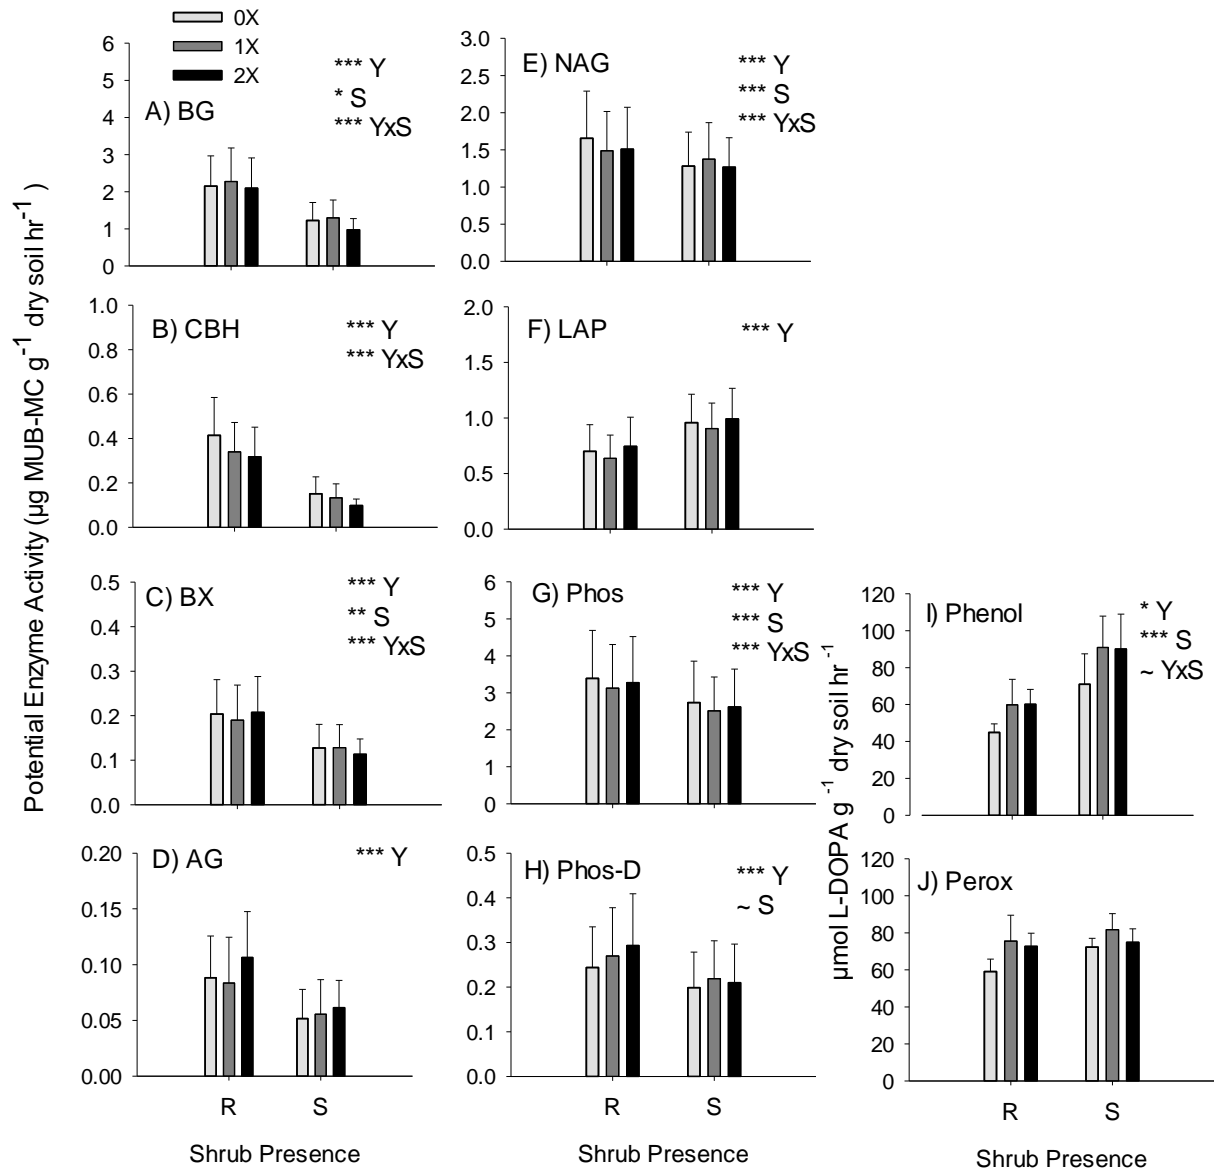 0X
1X
2X
Potential Enzyme Activity (µg MUB-MC g-1 dry soil hr-1 )
A) BG
*** Y
* S
*** YxS
6
5
4
3
2
1
0
B) CBH
*** Y
*** YxS
1.0
0.8
0.6
0.4
0.2
0.0
C) BX
*** Y
** S
*** YxS
0.5
0.4
0.3
0.2
0.1
0.0
D) AG
*** Y
0.20
0.15
0.10
0.05
0.00
R S
Shrub Presence
E) NAG
*** Y
*** S
*** YxS
3.0
2.5
2.0
1.5
1.0
0.5
0.0
F) LAP
*** Y
2.0
1.5
1.0
0.5
0.0
G) Phos
*** Y
*** S
*** YxS
6
5
4
3
2
1
0
H) Phos-D
*** Y
~ S
0.5
0.4
0.3
0.2
0.1
0.0
R S
Shrub Presence
µmol L-DOPA g -1 dry soil hr-1
I) Phenol
* Y
*** S
~ YxS
120
100
80
60
40
20
0
J) Perox
120
100
80
60
40
20
0
R S
Shrub Presence